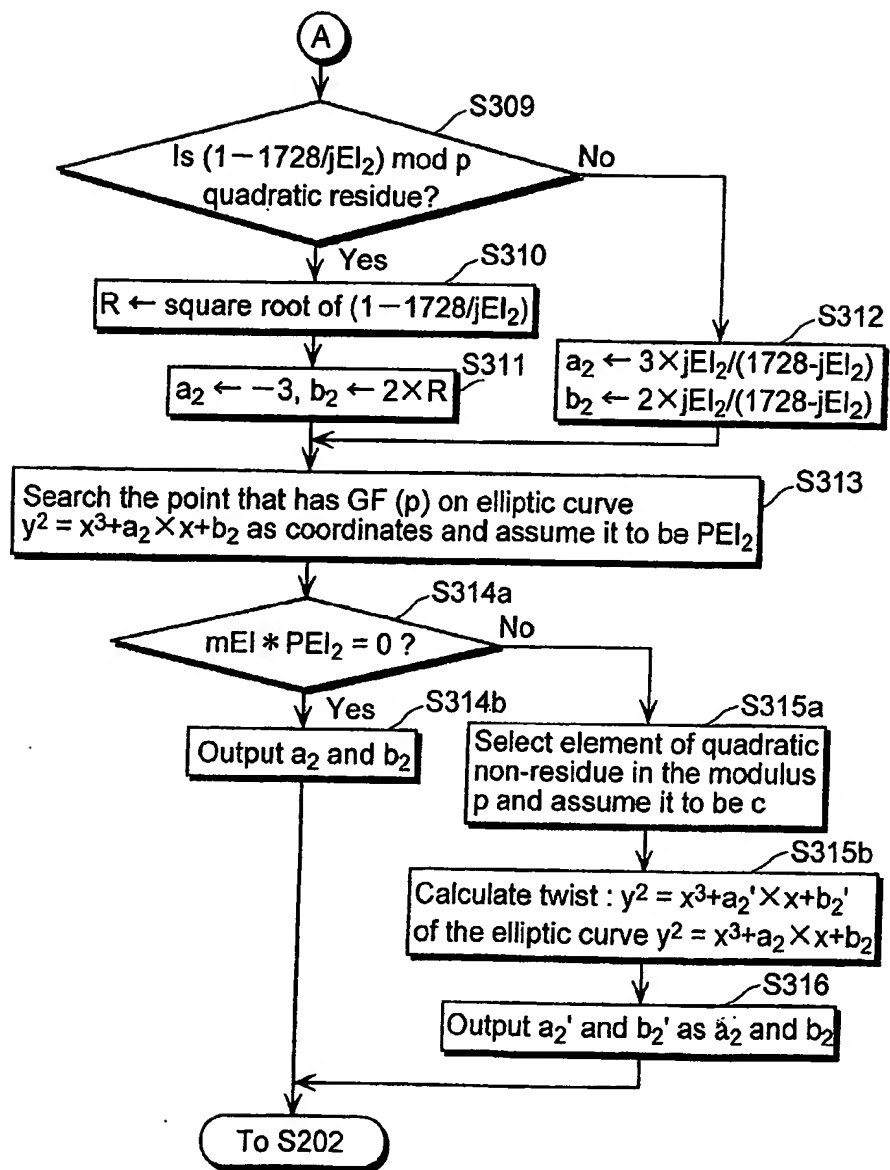 A
S309
Is (1−1728/jEI₂) mod p
quadratic residue?
No
Yes
S310
R ← square root of (1−1728/jEI₂)
S311
a₂ ← −3, b₂ ← 2×R
S312
a₂ ← 3×jEI₂/(1728-jEI₂)
b₂ ← 2×jEI₂/(1728-jEI₂)
S313
Search the point that has GF (p) on elliptic curve
y² = x³+a₂×x+b₂ as coordinates and assume it to be PEI₂
S314a
mEI * PEI₂ = 0 ?
No
Yes
S314b
Output a₂ and b₂
S315a
Select element of quadratic
non-residue in the modulus
p and assume it to be c
S315b
Calculate twist : y² = x³+a₂'×x+b₂'
of the elliptic curve y² = x³+a₂×x+b₂
S316
Output a₂' and b₂' as a₂ and b₂
To S202